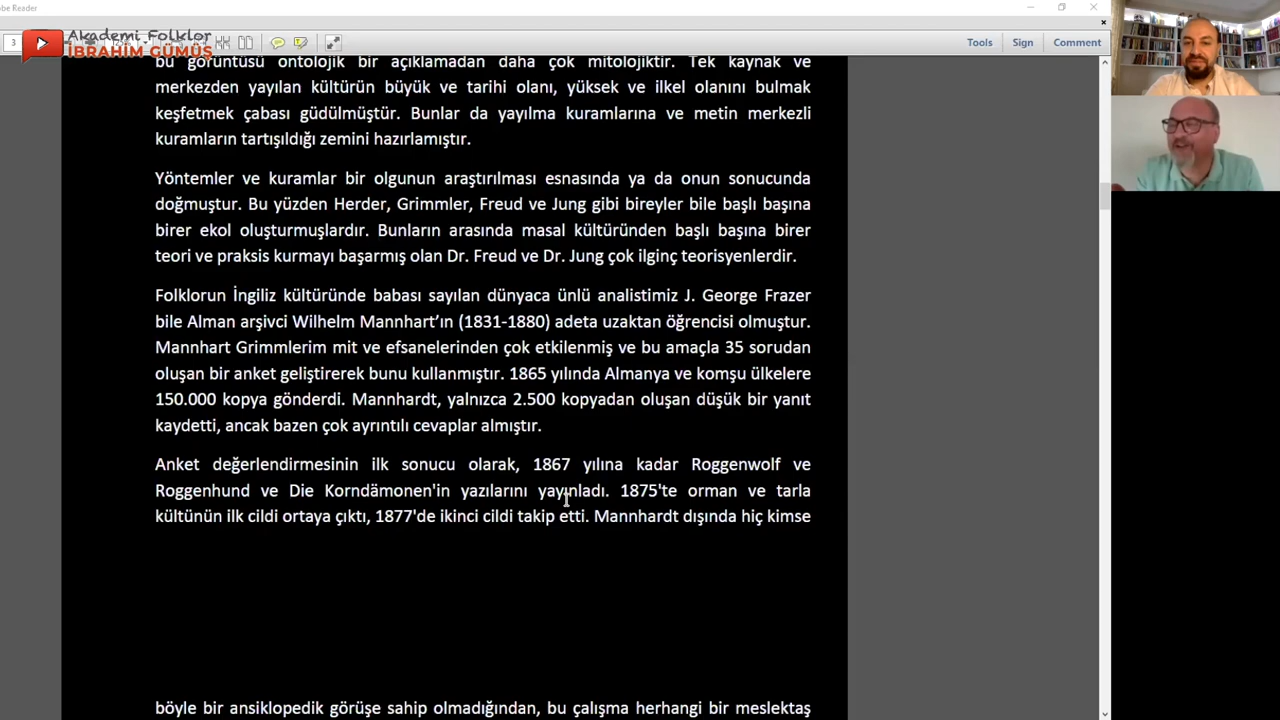 be Reader
Akademi Folklor
İBRAHİM GÜMÜŞ
3
Tools Sign Comment
bu görüntüsü ontolojik bir açıklamadan daha çok mitolojiktir. Tek kaynak ve
merkezden yayılan kültürün büyük ve tarihi olanı, yüksek ve ilkel olanını bulmak
keşfetmek çabası güdülmüştür. Bunlar da yayılma kuramlarına ve metin merkezli
kuramların tartışıldığı zemini hazırlamıştır.
Yöntemler ve kuramlar bir olgunun araştırılması esnasında ya da onun sonucunda
doğmuştur. Bu yüzden Herder, Grimmler, Freud ve Jung gibi bireyler bile başlı başına
birer ekol oluşturmuşlardır. Bunların arasında masal kültüründen başlı başına birer
teori ve praksis kurmayı başarmış olan Dr. Freud ve Dr. Jung çok ilginç teorisyenlerdir.
Folklorun İngiliz kültüründe babası sayılan dünyaca ünlü analistimiz J. George Frazer
bile Alman arşivci Wilhelm Mannhart’ın (1831-1880) adeta uzaktan öğrencisi olmuştur.
Mannhart Grimmlerim mit ve efsanelerinden çok etkilenmiş ve bu amaçla 35 sorudan
oluşan bir anket geliştirerek bunu kullanmıştır. 1865 yılında Almanya ve komşu ülkelere
150.000 kopya gönderdi. Mannhardt, yalnızca 2.500 kopyadan oluşan düşük bir yanıt
kaydetti, ancak bazen çok ayrıntılı cevaplar almıştır.
Anket değerlendirmesinin ilk sonucu olarak, 1867 yılına kadar Roggenwolf ve
Roggenhund ve Die Korndämonen'in yazılarını yayınladı. 1875'te orman ve tarla
kültünün ilk cildi ortaya çıktı, 1877'de ikinci cildi takip etti. Mannhardt dışında hiç kimse
böyle bir ansiklopedik görüşe sahip olmadığından, bu çalışma herhangi bir meslektaş